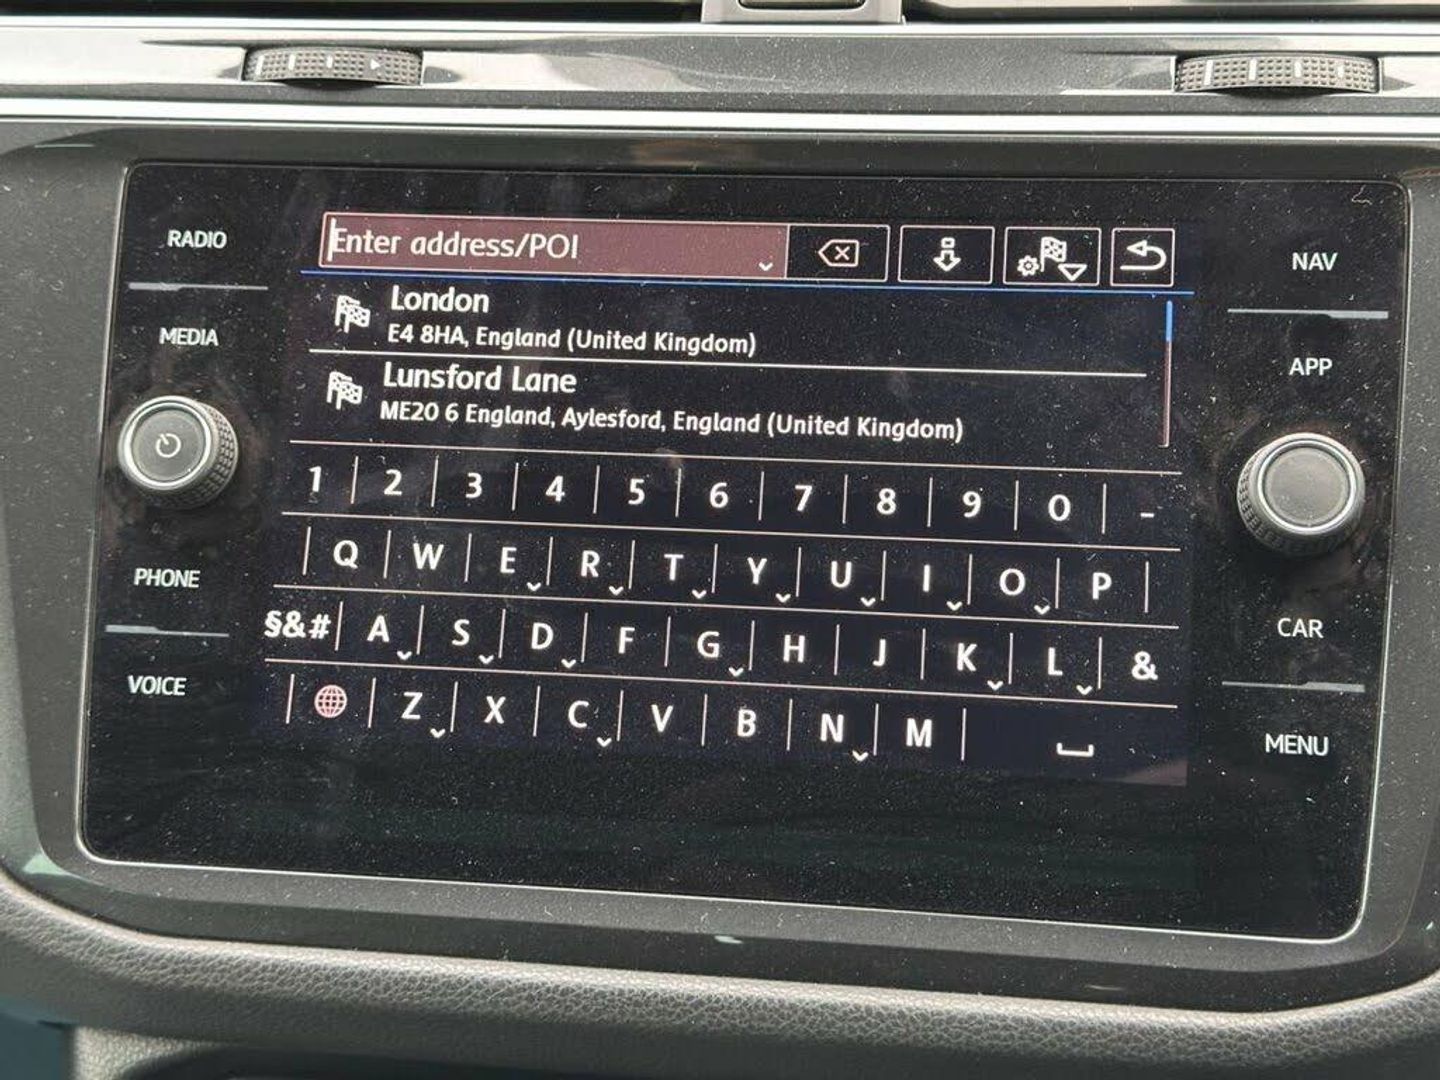 RADIO
MEDIA
PHONE
VOICE
Enter address/POI
London
E4 8HA, England (United Kingdom)
Lunsford Lane
ME20 6 England, Aylesford, England (United Kingdom)
1 2 3 4 5 6 7 8 9 0 -
Q W E R T Y U I O P
§&# A S D F G H J K L &
Z X C V B N M
NAV
APP
CAR
MENU